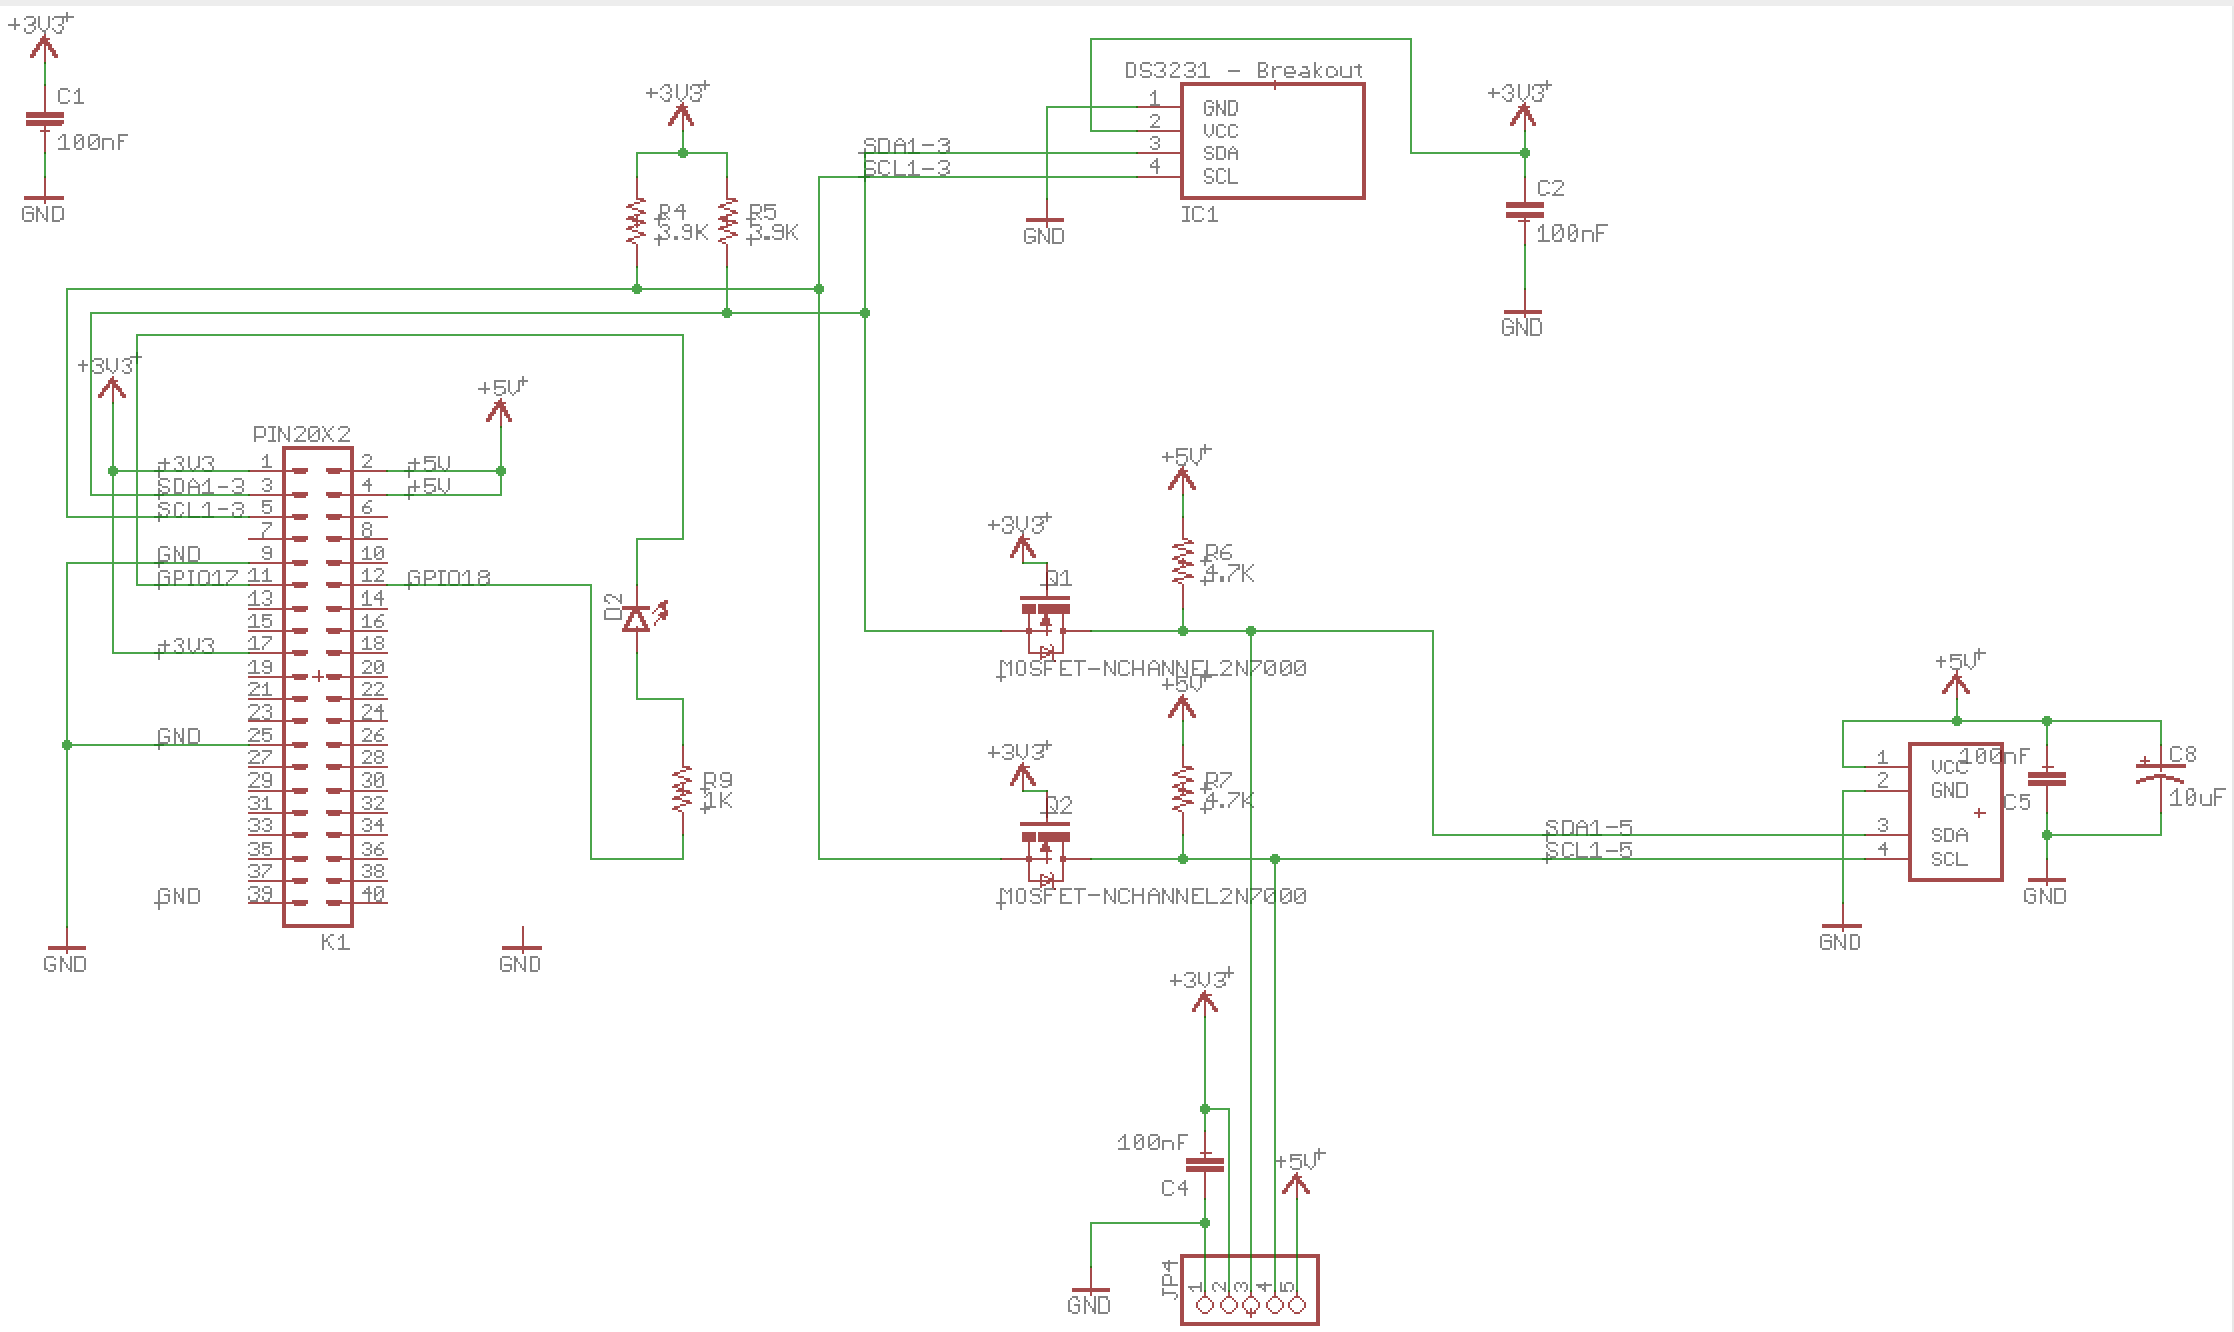 +3V3
C1
100nF
GND
+3V3
R4
3.9K
R5
3.9K
SDA1-3
SCL1-3
DS3231 - Breakout
1
GND
2
VCC
3
SDA
4
SCL
IC1
GND
+3V3
C2
100nF
GND
+3V3
+5V
PIN20X2
+3V3 1 2 +5V
SDA1-3 3 4 +5V
SCL1-3 5 6
7 8
GND 9 10
GPIO17 11 12 GPIO18
13 14
15 16
+3V3 17 18
19 20
21 22
23 24
GND 25 26
27 28
29 30
31 32
33 34
35 36
37 38
GND 39 40
K1
GND
GND
D2
R9
1K
+5V
+3V3
Q1
R6
4.7K
MOSFET-NCHANNEL2N7000
+5V
+3V3
Q2
R7
4.7K
MOSFET-NCHANNEL2N7000
SDA1-5
SCL1-5
+5V
1
VCC
2
GND
3
SDA
4
SCL
100nF
C5
C8
10uF
GND
GND
+3V3
100nF
C4
+5V
GND
JP4
1 2 3 4 5